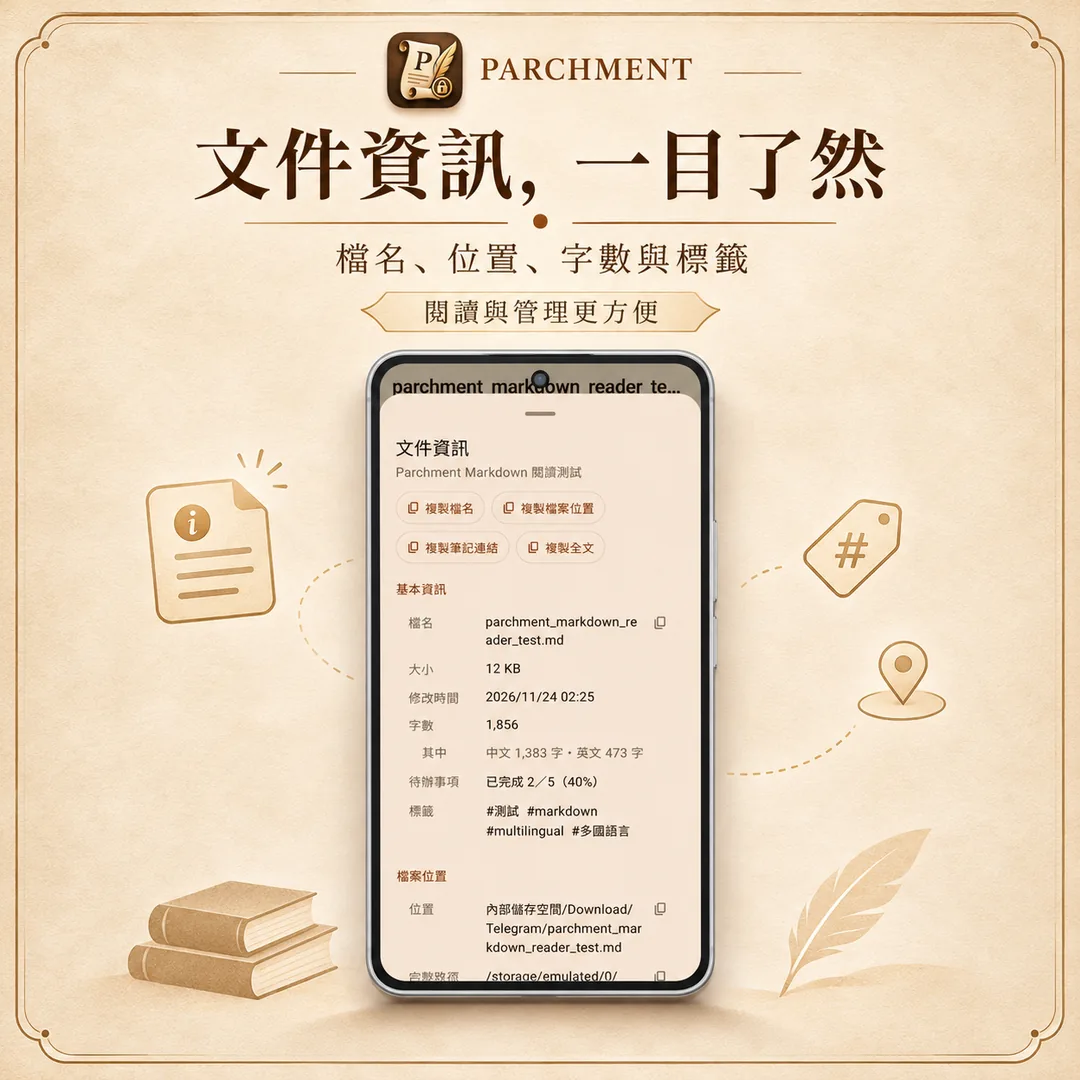 P
PARCHMENT
文件資訊，一目了然
檔名、位置、字數與標籤
閱讀與管理更方便
parchment_markdown_reader_te...
文件資訊
Parchment Markdown 閱讀測試
複製檔名
複製檔案位置
複製筆記連結
複製全文
基本資訊
檔名 parchment_markdown_re
ader_test.md
大小 12 KB
修改時間 2026/11/24 02:25
字數 1,856
其中 中文 1,383 字・英文 473 字
待辦事項 已完成 2／5（40%）
標籤 #測試 #markdown
#multilingual #多國語言
檔案位置
位置 內部儲存空間/Download/
Telegram/parchment_mar
kdown_reader_test.md
完整路徑 /storage/emulated/0/
i
#